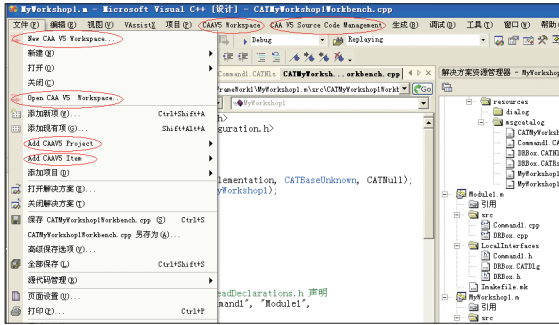 MyWorkshop1.m - Microsoft Visual C++ [设计] - CATMyWorkshop1Workbench.cpp
文件(F) 编辑(E) 视图(V) VAssistX 项目(P) CAAV5 Workspace CAA V5 Source Code Management 生成(B) 调试(D) 工具(T) 窗口(W) 帮助
New CAA V5 Workspace...
Debug
Replaying
新建(N)
打开(O)
关闭(C)
Command1.CATNls CATMyWorksh...orkbench.cpp
解决方案资源管理器 - MyWorkshop
FrameWork1\MyWorkshop1.m\src\CATMyWorkshop1Workb
Go
Open CAA V5 Workspace.
MyWorkshop1
添加新项(W)... Ctrl+Shift+A
添加现有项(G)... Shift+Alt+A
Add CAAV5 Project
Add CAAV5 Item
添加项目(D)
打开解决方案(R)...
关闭解决方案(T)
保存 CATMyWorkshop1Workbench.cpp (S) Ctrl+S
CATMyWorkshop1Workbench.cpp 另存为(A)...
高级保存选项(V)...
全部保存(L) Ctrl+Shift+S
源代码管理(R)
页面设置(U)...
打印(P)... Ctrl+P
h>
guration.h>
lementation, CATBaseUnknown, CATNull);
yWorkshop1);
eadDeclarations.h 声明
mand1", "Module1",
resources
dialog
msgcatalog
CATMyWorksh
Command1.CA
DRBox.CATNl
DRBox.CATRs
MyWorkshop1
MyWorkshop1
Module1.m
引用
src
Command1.cpp
DRBox.cpp
LocalInterfaces
Command1.h
DRBox.CATDlg
DRBox.h
Imakefile.mk
MyWorkshop1.m
引用
src